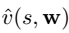 v̂(s, 𝐰)